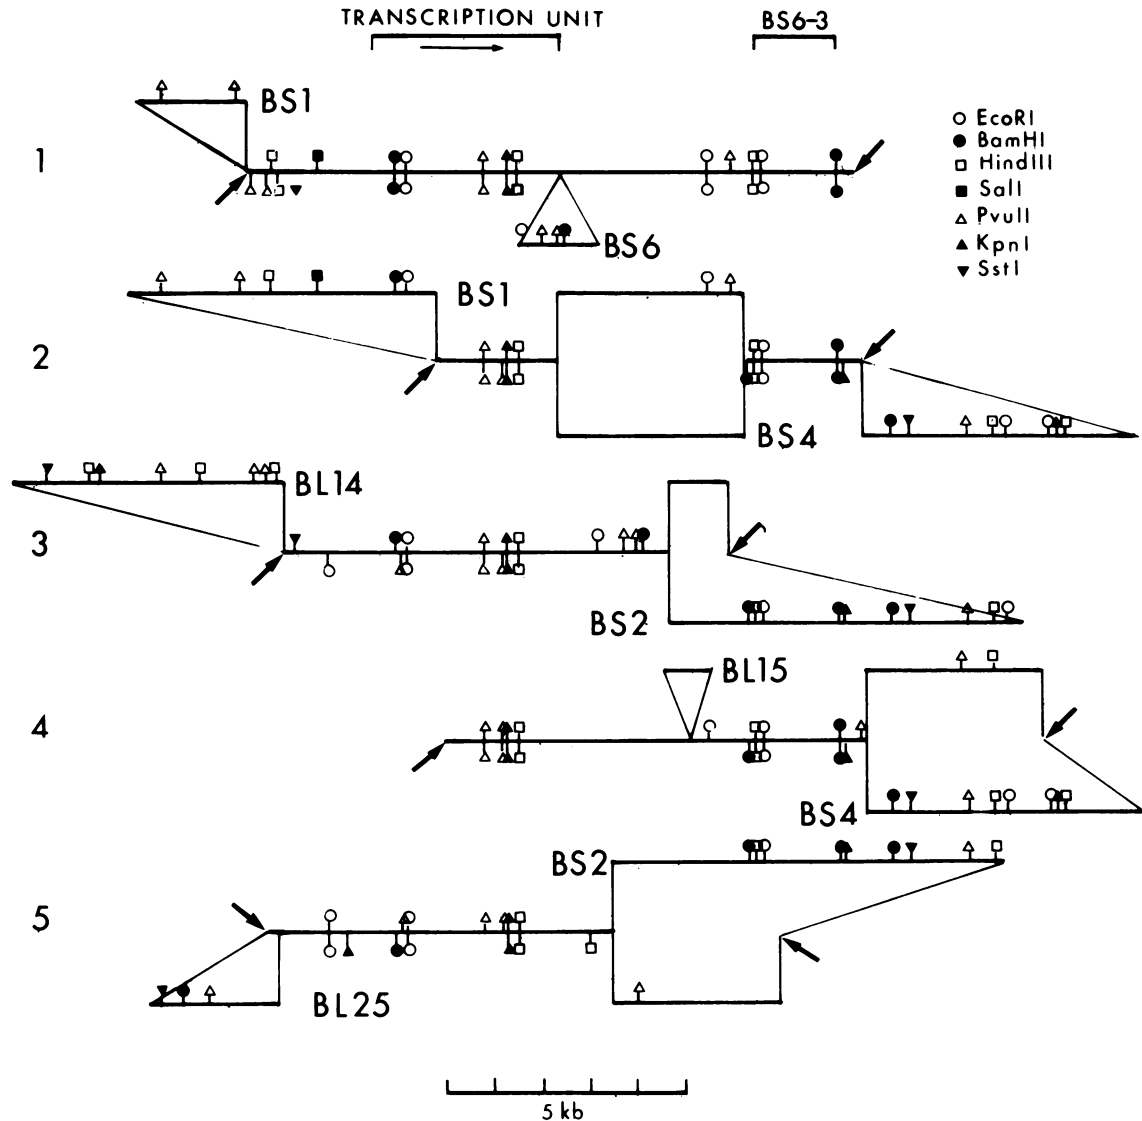 TRANSCRIPTION UNIT
BS6-3
BS1
EcoRI
BamHI
HindIII
SalI
PvuII
KpnI
SstI
1
BS6
BS1
2
BS4
BL14
3
BS2
BL15
4
BS4
BS2
5
BL25
5 kb